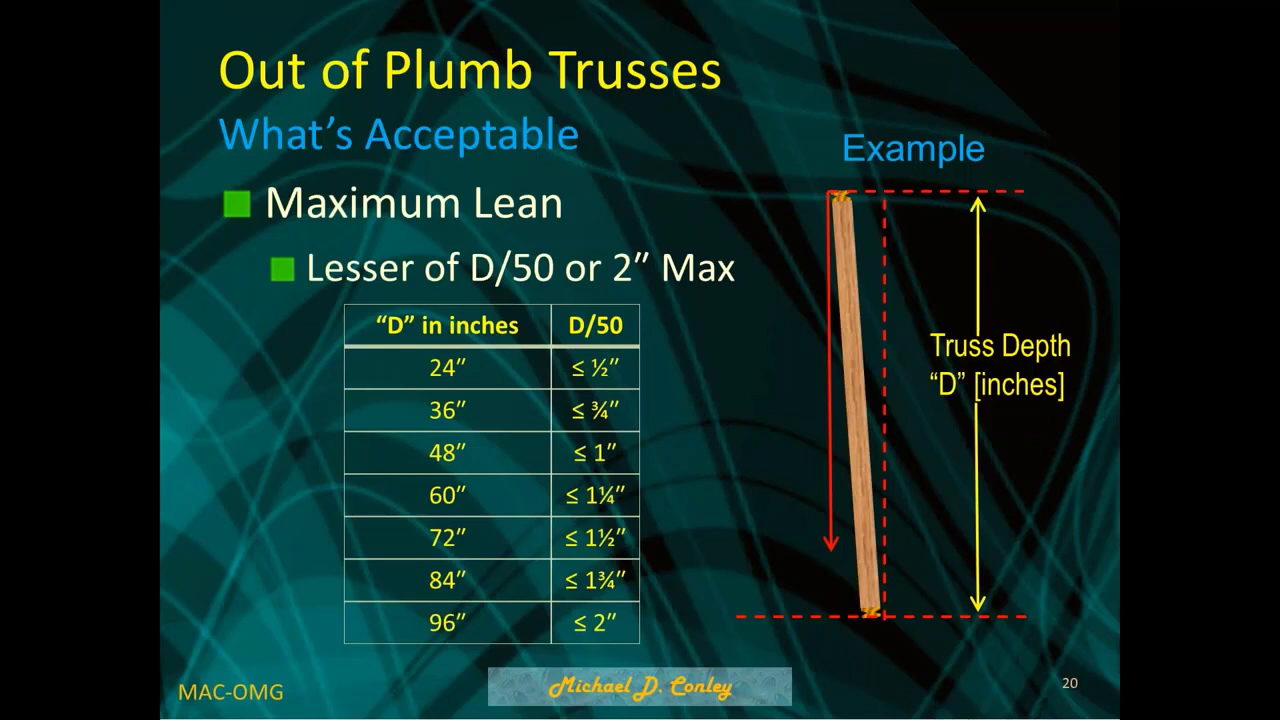 Out of Plumb Trusses
What's Acceptable
Example
Maximum Lean
Lesser of D/50 or 2″ Max
“D” in inches D/50
24″ ≤ ½″
36″ ≤ ¾″
48″ ≤ 1″
60″ ≤ 1¼″
72″ ≤ 1½″
84″ ≤ 1¾″
96″ ≤ 2″
Truss Depth
“D” [inches]
MAC-OMG
Michael D. Conley
20